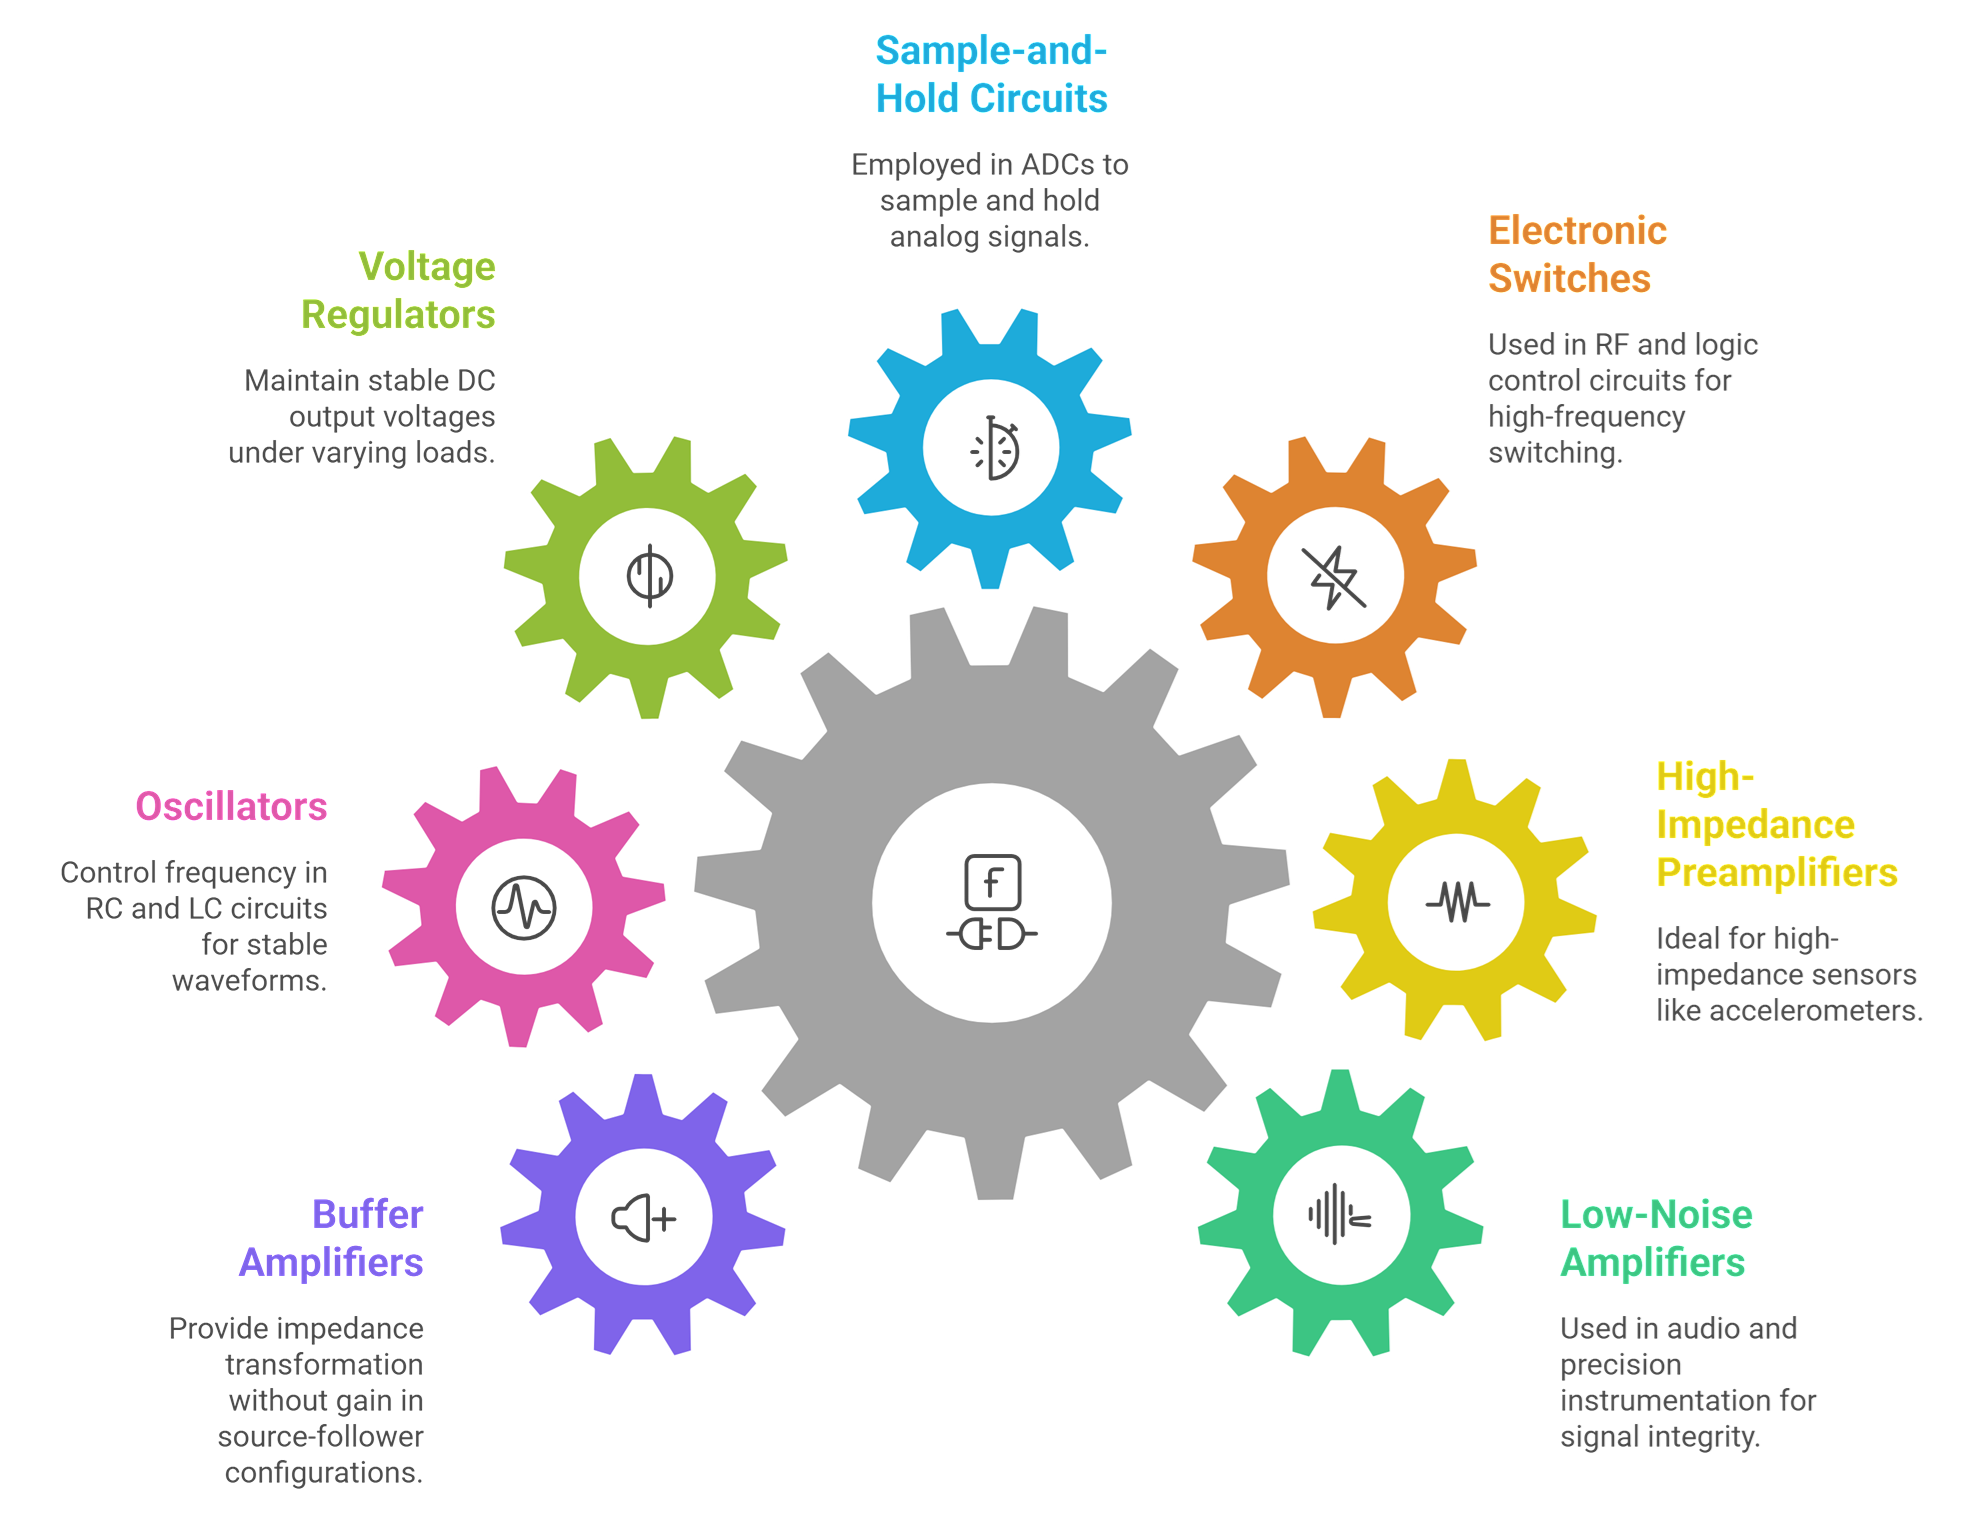 Sample-and-
Hold Circuits
Employed in ADCs to
sample and hold
analog signals.
Electronic
Switches
Used in RF and logic
control circuits for
high-frequency
switching.
Voltage
Regulators
Maintain stable DC
output voltages
under varying loads.
High-
Impedance
Preamplifiers
Ideal for high-
impedance sensors
like accelerometers.
Oscillators
Control frequency in
RC and LC circuits
for stable
waveforms.
f
Low-Noise
Amplifiers
Used in audio and
precision
instrumentation for
signal integrity.
Buffer
Amplifiers
Provide impedance
transformation
without gain in
source-follower
configurations.